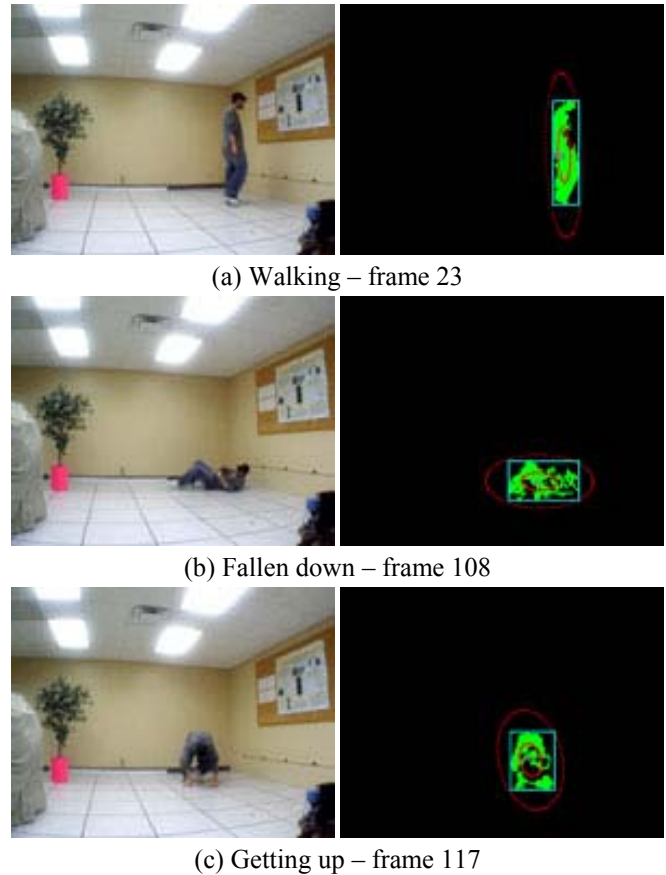 (a) Walking – frame 23
(b) Fallen down – frame 108
(c) Getting up – frame 117